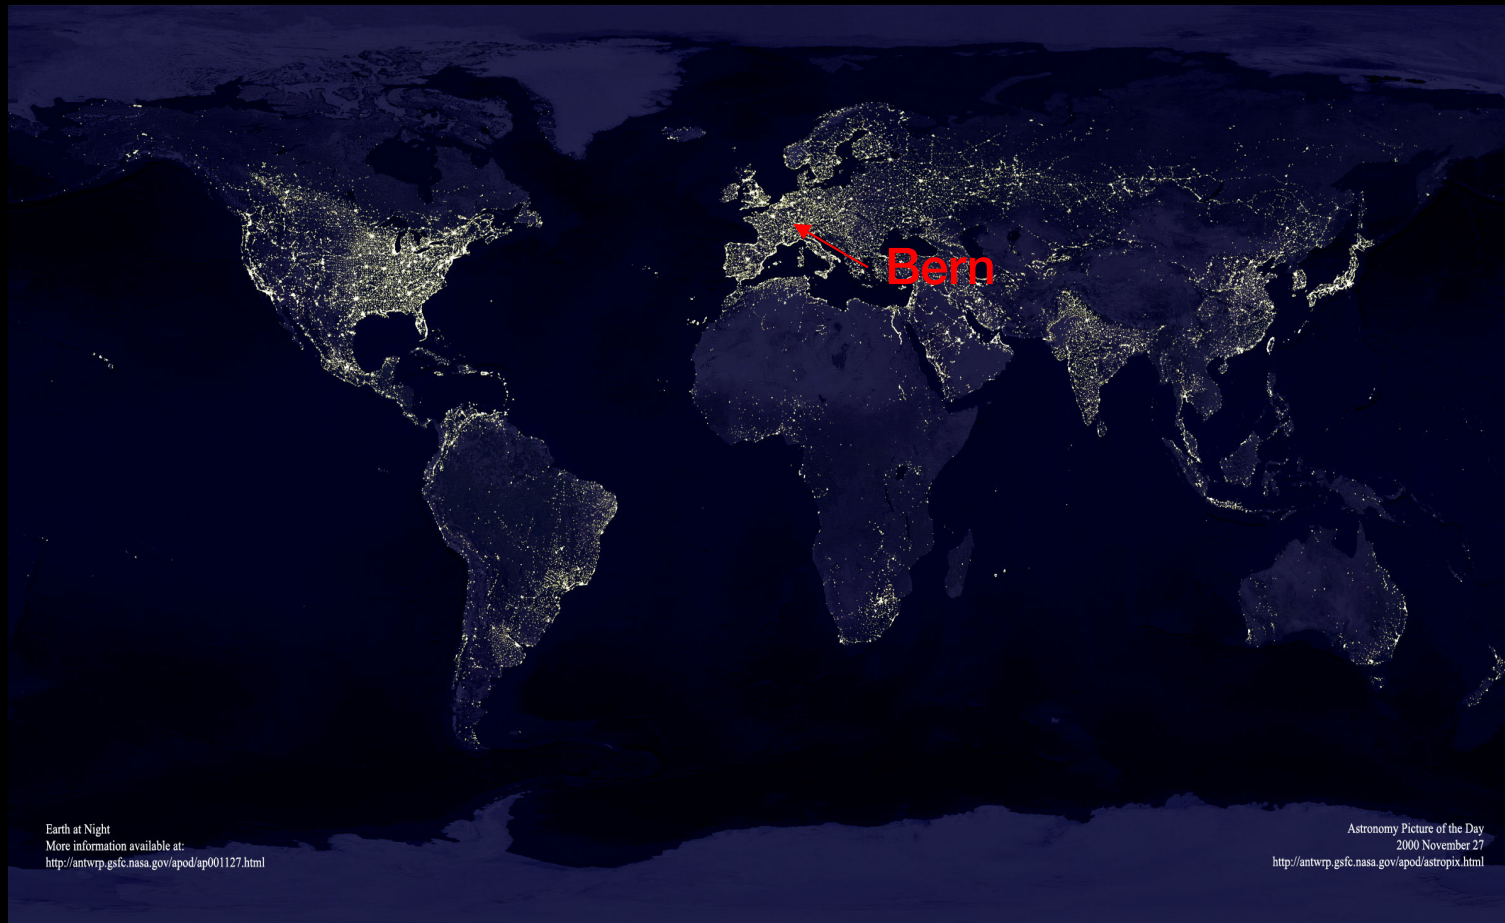 Bern
Earth at Night
More information available at:
http://antwrp.gsfc.nasa.gov/apod/ap001127.html
Astronomy Picture of the Day
2000 November 27
http://antwrp.gsfc.nasa.gov/apod/astropix.html